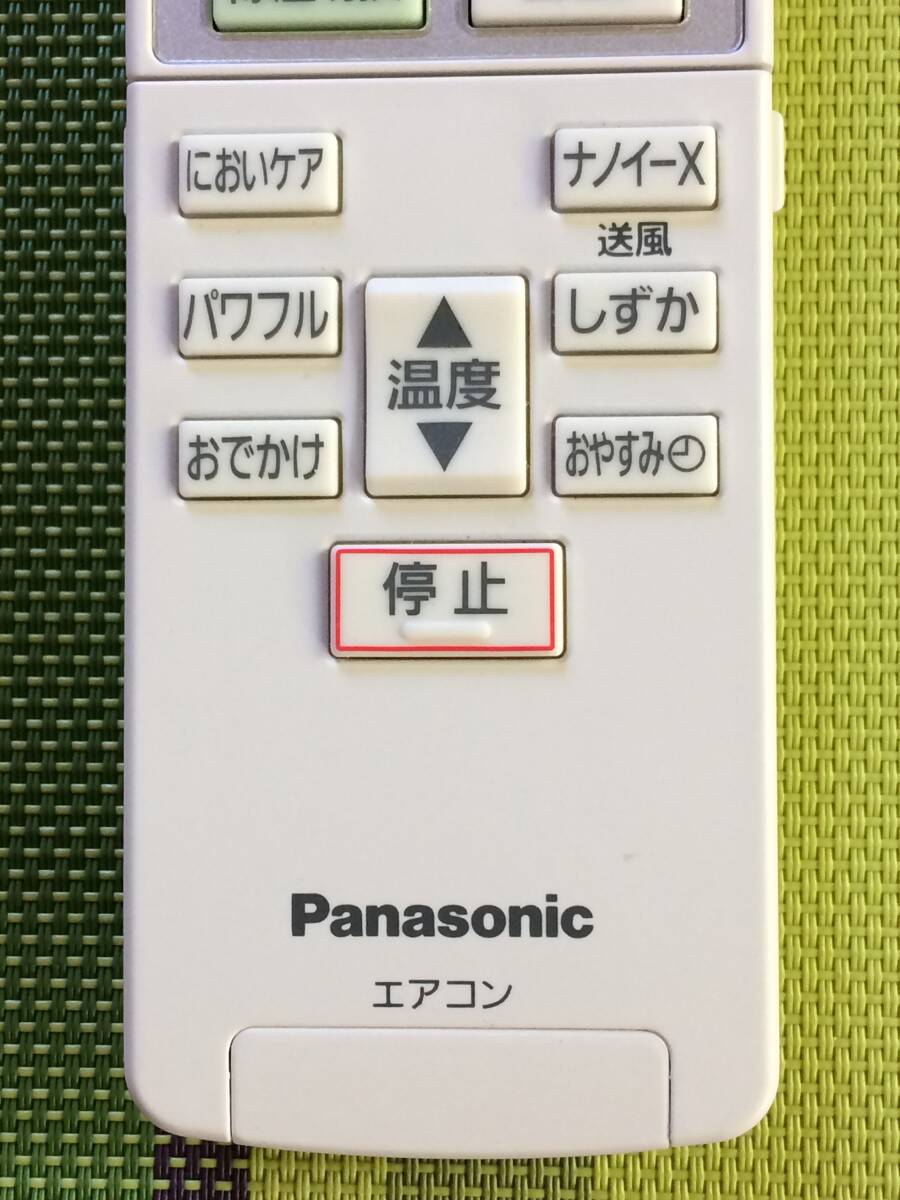 においケア
ナノイーX
送風
パワフル
温度
しずか
おでかけ
おやすみ
停止
Panasonic
エアコン